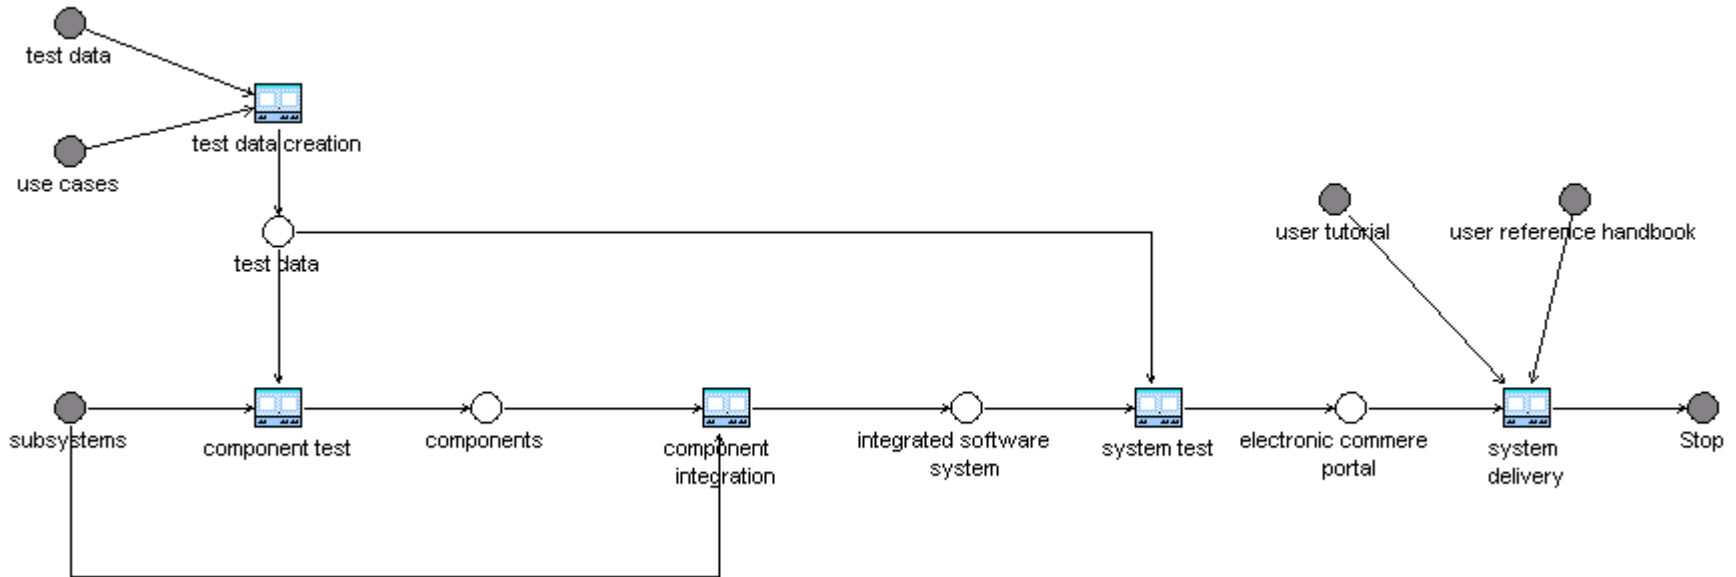 test data
test data creation
use cases
test data
user tutorial
user reference handbook
subsystems
component test
components
component
integration
integrated software
system
system test
electronic commere
portal
system
delivery
Stop